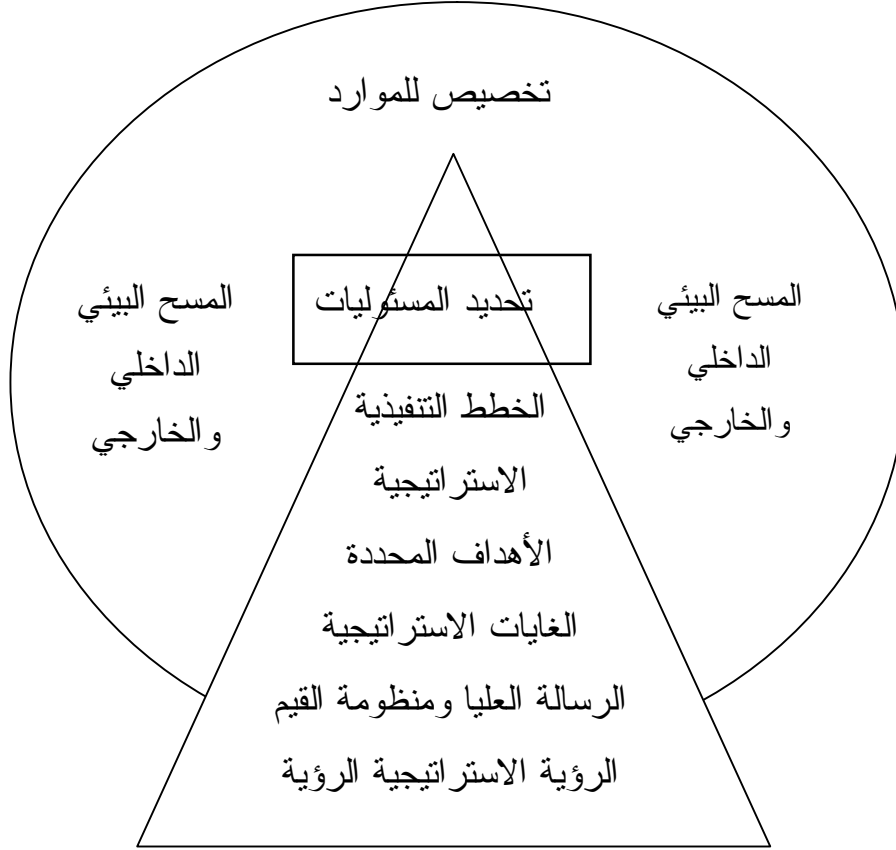 تخصيص للموارد
المسح البيئي
الداخلي
والخارجي
تحديد المسئوليات
المسح البيئي
الداخلي
والخارجي
الخطط التنفيذية
الاستراتيجية
الأهداف المحددة
الغايات الاستراتيجية
الرسالة العليا ومنظومة القيم
الرؤية الاستراتيجية الرؤية